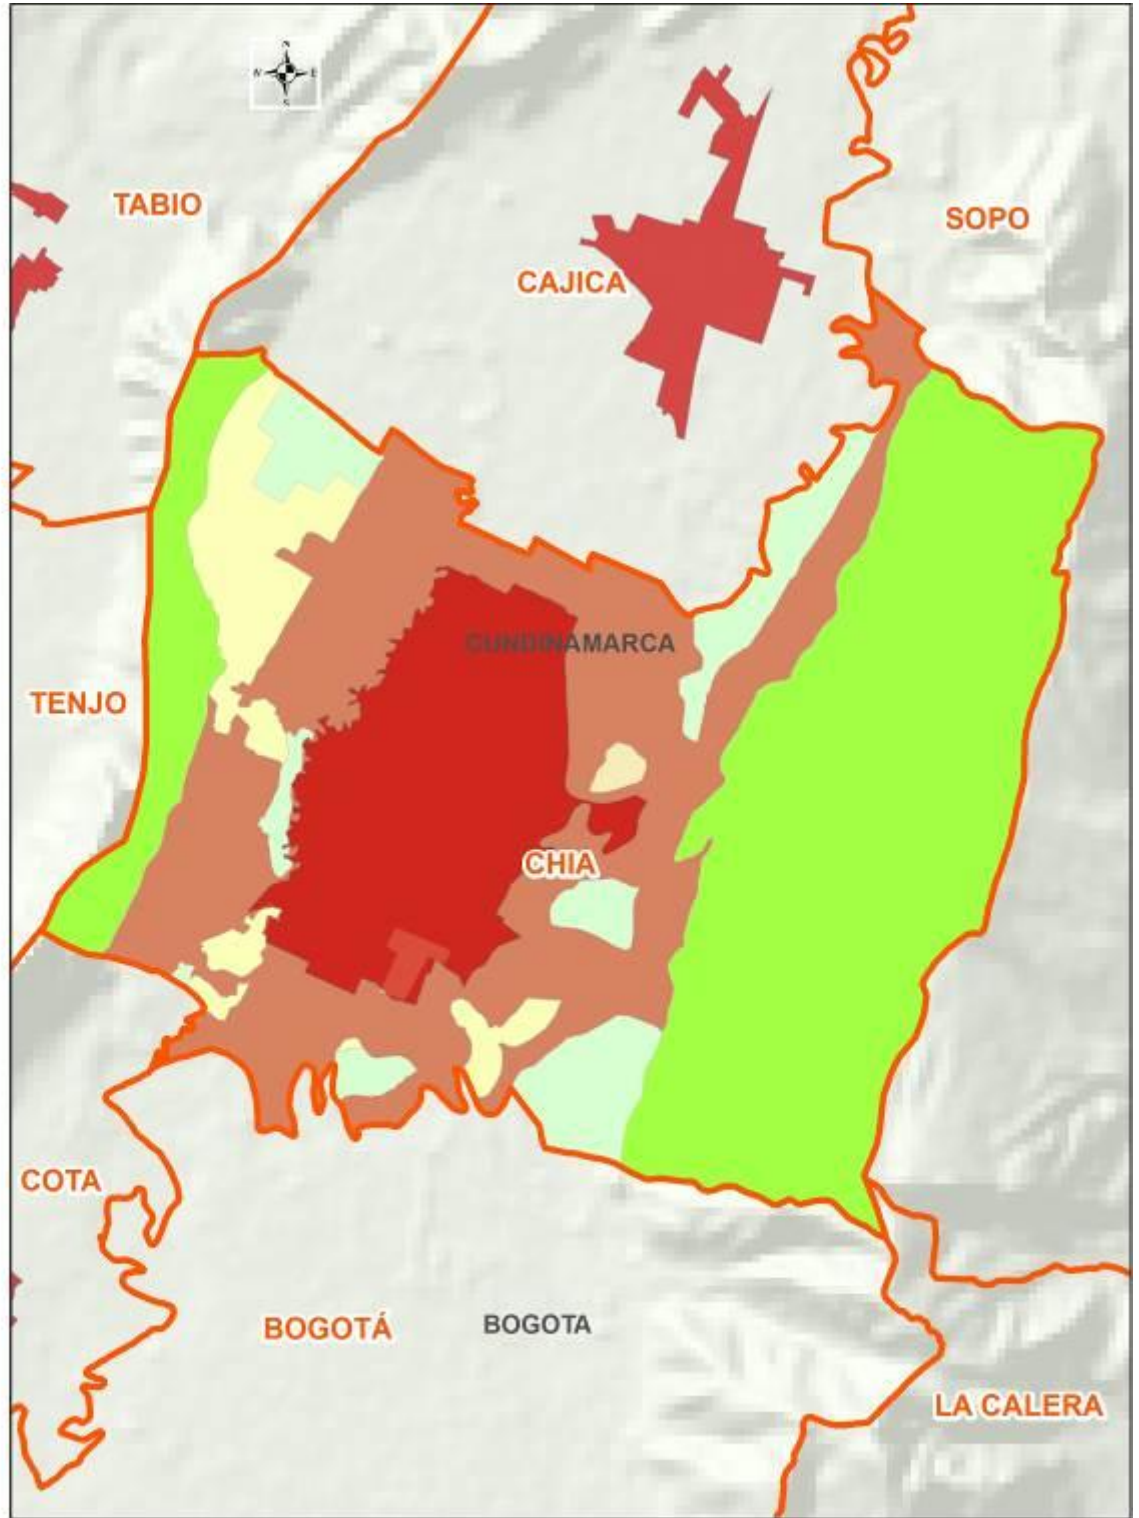 N
W E
S
TABIO
SOPO
CAJICA
CUNDINAMARCA
TENJO
CHIA
COTA
BOGOTÁ BOGOTA
LA CALERA